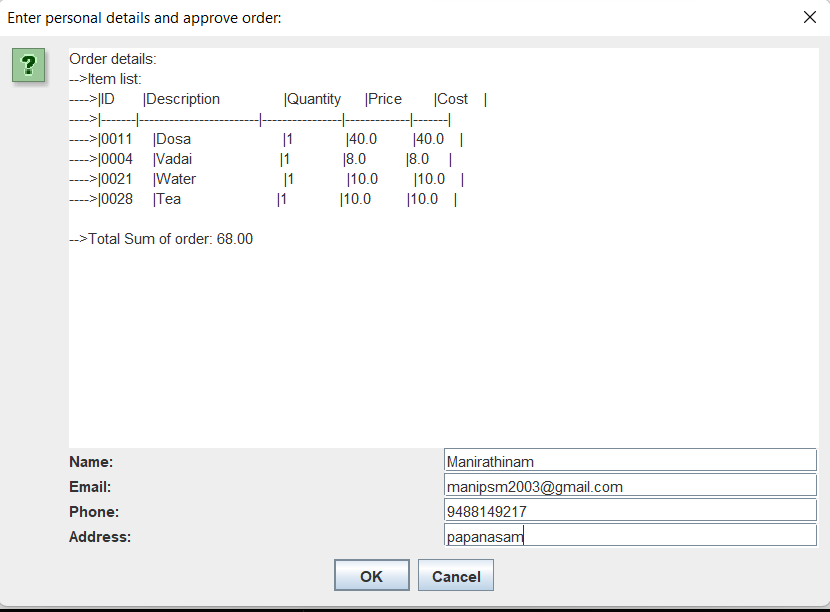 Enter personal details and approve order:
?
Order details:
-->Item list:
---->|ID |Description |Quantity |Price |Cost |
---->|-------|------------------------|----------------|-------------|-------|
---->|0011 |Dosa |1 |40.0 |40.0 |
---->|0004 |Vadai |1 |8.0 |8.0 |
---->|0021 |Water |1 |10.0 |10.0 |
---->|0028 |Tea |1 |10.0 |10.0 |
-->Total Sum of order: 68.00
Name: Manirathinam
Email: manipsm2003@gmail.com
Phone: 9488149217
Address: papanasam
OK Cancel